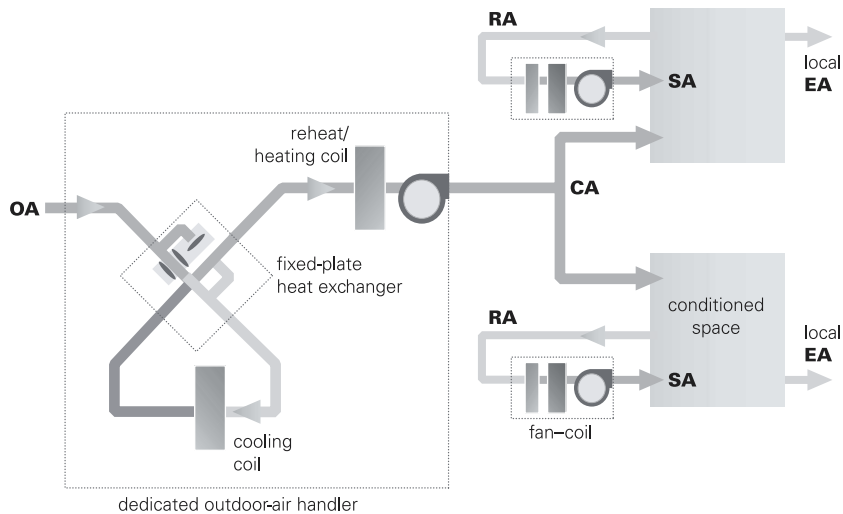 RA
local
EA
SA
reheat/
heating coil
OA
CA
fixed-plate
heat exchanger
conditioned
space
RA
local
EA
SA
fan–coil
cooling
coil
dedicated outdoor-air handler